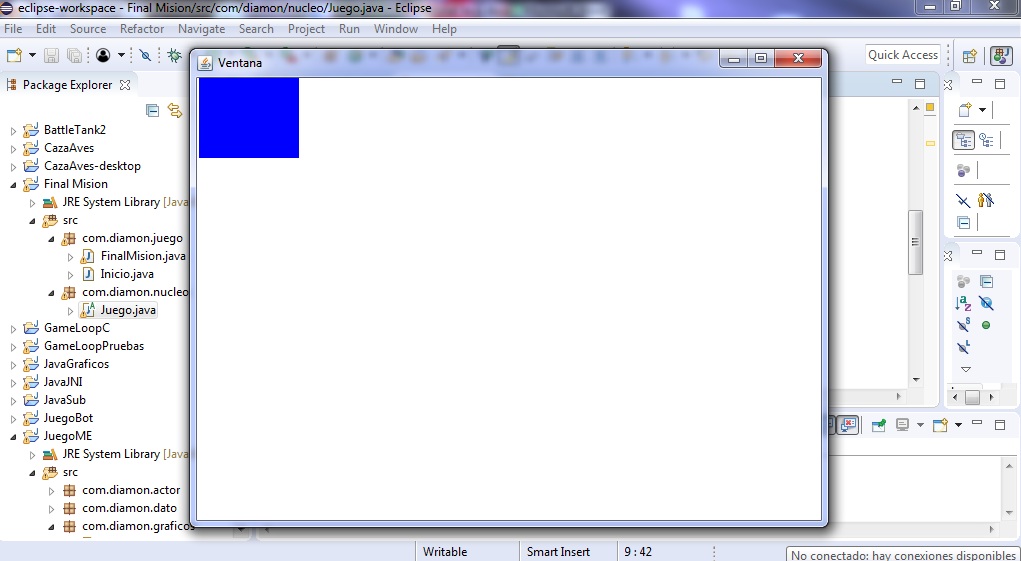 eclipse-workspace - Final Mision/src/com/diamon/nucleo/Juego.java - Eclipse
File Edit Source Refactor Navigate Search Project Run Window Help
Quick Access
Ventana
Package Explorer
BattleTank2
CazaAves
CazaAves-desktop
Final Mision
JRE System Library [Java
src
com.diamon.juego
FinalMision.java
Inicio.java
com.diamon.nucleo
Juego.java
GameLoopC
GameLoopPruebas
JavaGraficos
JavaJNI
JavaSub
JuegoBot
JuegoME
JRE System Library [Java
src
com.diamon.actor
com.diamon.dato
com.diamon.graficos
Writable Smart Insert 9 : 42
No conectado: hay conexiones disponibles